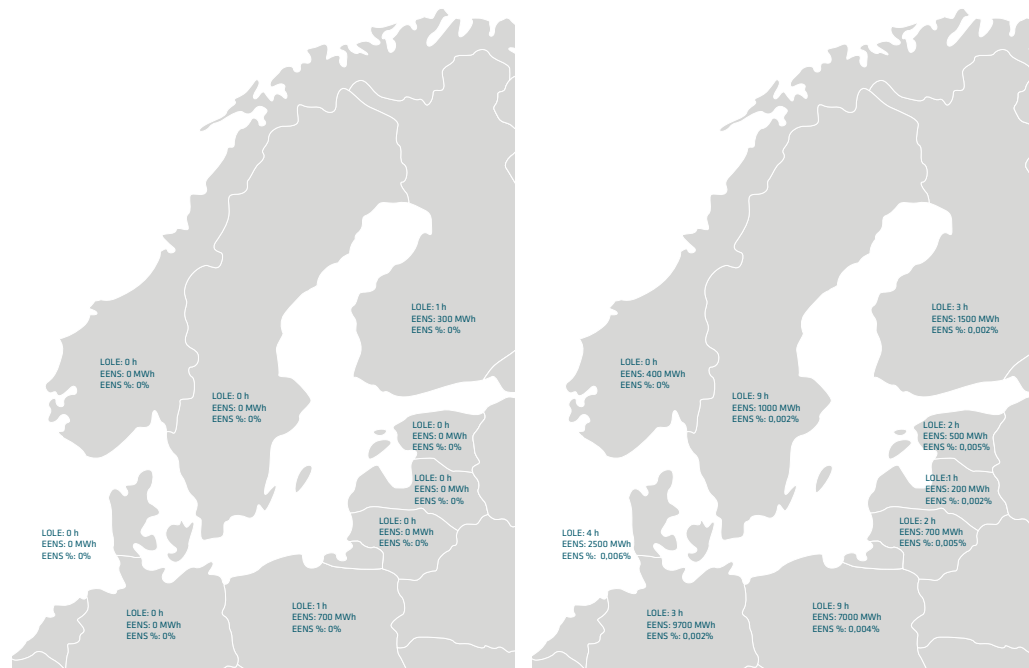 LOLE: 1 h
EENS: 300 MWh
EENS %: 0%
LOLE: 0 h
EENS: 0 MWh
EENS %: 0%
LOLE: 0 h
EENS: 0 MWh
EENS %: 0%
LOLE: 0 h
EENS: 0 MWh
EENS %: 0%
LOLE: 0 h
EENS: 0 MWh
EENS %: 0%
LOLE: 0 h
EENS: 0 MWh
EENS %: 0%
LOLE: 0 h
EENS: 0 MWh
EENS %: 0%
LOLE: 0 h
EENS: 0 MWh
EENS %: 0%
LOLE: 1 h
EENS: 700 MWh
EENS %: 0%
LOLE: 3 h
EENS: 1500 MWh
EENS %: 0,002%
LOLE: 0 h
EENS: 400 MWh
EENS %: 0%
LOLE: 9 h
EENS: 1000 MWh
EENS %: 0,002%
LOLE: 2 h
EENS: 500 MWh
EENS %: 0,005%
LOLE:1 h
EENS: 200 MWh
EENS %: 0,002%
LOLE: 2 h
EENS: 700 MWh
EENS %: 0,005%
LOLE: 4 h
EENS: 2500 MWh
EENS %: 0,006%
LOLE: 3 h
EENS: 9700 MWh
EENS %: 0,002%
LOLE: 9 h
EENS: 7000 MWh
EENS %: 0,004%